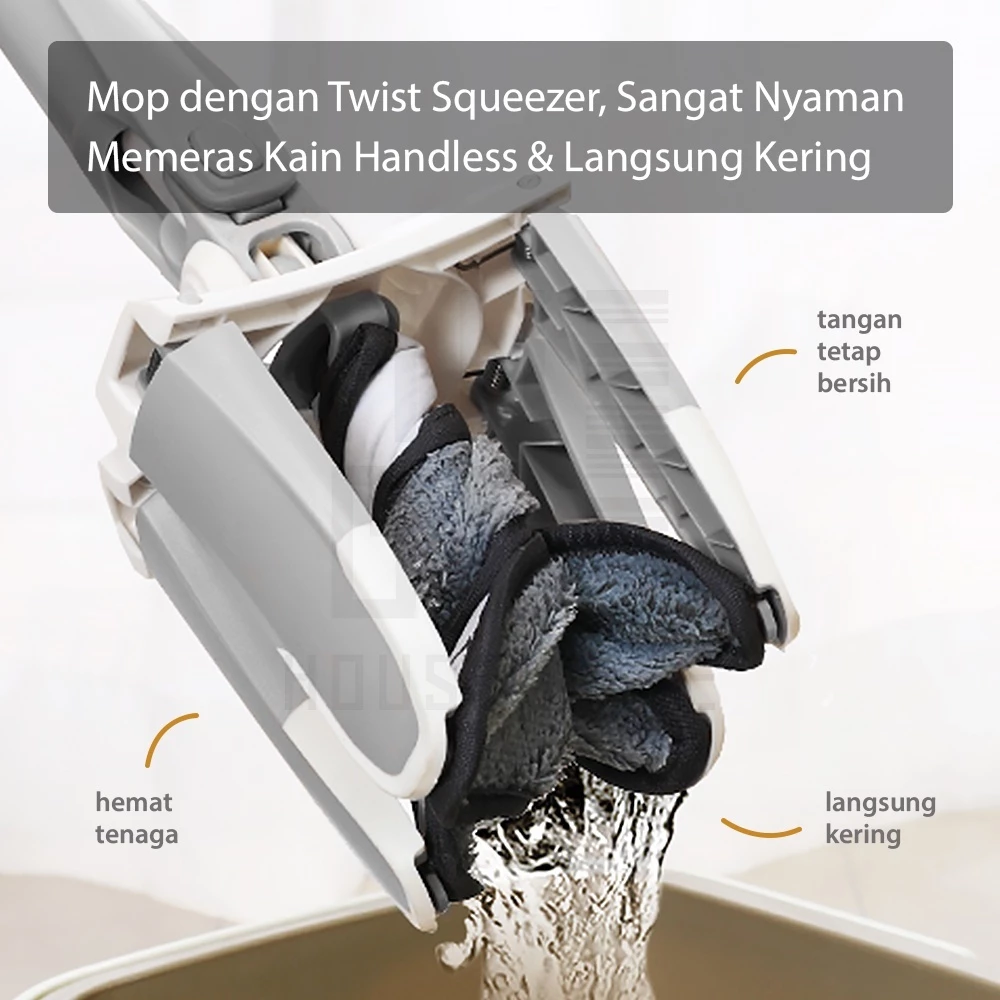 Mop dengan Twist Squeezer, Sangat Nyaman
Memeras Kain Handless & Langsung Kering
tangan
tetap
bersih
hemat
tenaga
langsung
kering